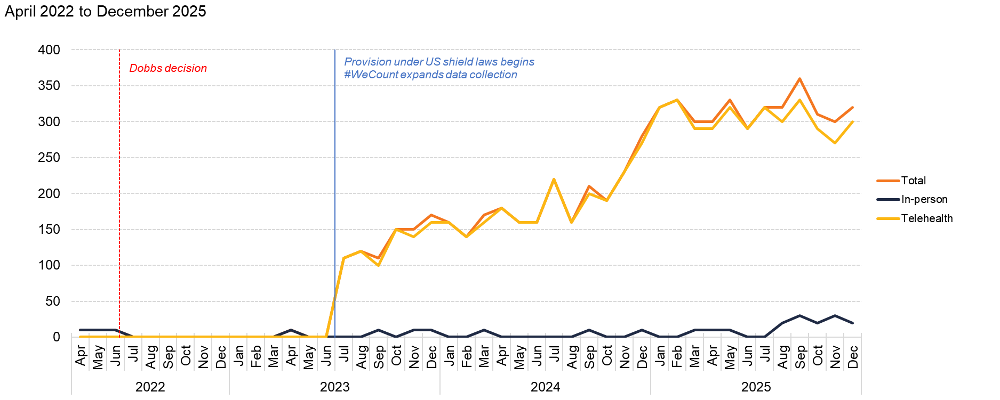 April 2022 to December 2025
400
350
300
250
200
150
100
50
0
Dobbs decision
Provision under US shield laws begins
#WeCount expands data collection
Total
In-person
Telehealth
Apr May Jun Jul Aug Sep Oct Nov Dec Jan Feb Mar Apr May Jun Jul Aug Sep Oct Nov Dec Jan Feb Mar Apr May Jun Jul Aug Sep Oct Nov Dec Jan Feb Mar Apr May Jun Jul Aug Sep Oct Nov Dec
2022 2023 2024 2025